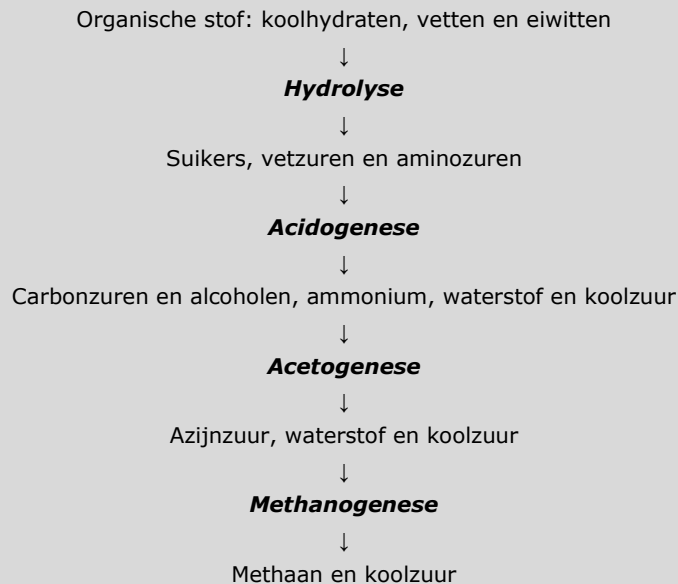 Organische stof: koolhydraten, vetten en eiwitten
↓
Hydrolyse
↓
Suikers, vetzuren en aminozuren
↓
Acidogenese
↓
Carbonzuren en alcoholen, ammonium, waterstof en koolzuur
↓
Acetogenese
↓
Azijnzuur, waterstof en koolzuur
↓
Methanogenese
↓
Methaan en koolzuur